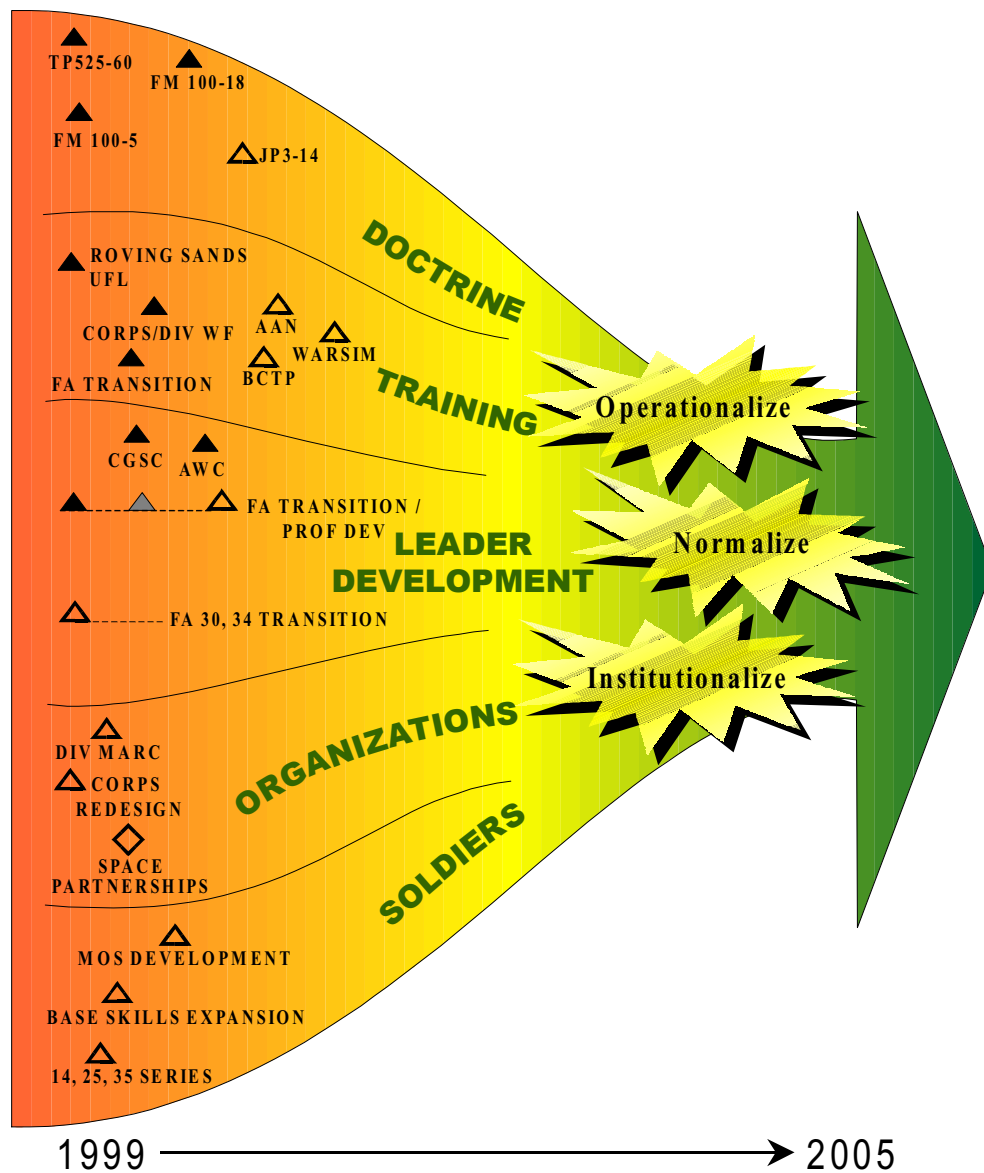 TP525-60
FM 100-18
FM 100-5
JP3-14
DOCTRINE
ROVING SANDS
UFL
CORPS/DIV WF
AAN
WARSIM
FA TRANSITION
BCTP
TRAINING
Operationalize
CGSC
AWC
FA TRANSITION /
PROF DEV
LEADER
DEVELOPMENT
Normalize
FA 30, 34 TRANSITION
Institutionalize
DIV MARC
CORPS
REDESIGN
ORGANIZATIONS
SPACE
PARTNERSHIPS
SOLDIERS
MOS DEVELOPMENT
BASE SKILLS EXPANSION
14, 25, 35 SERIES
1999
2005